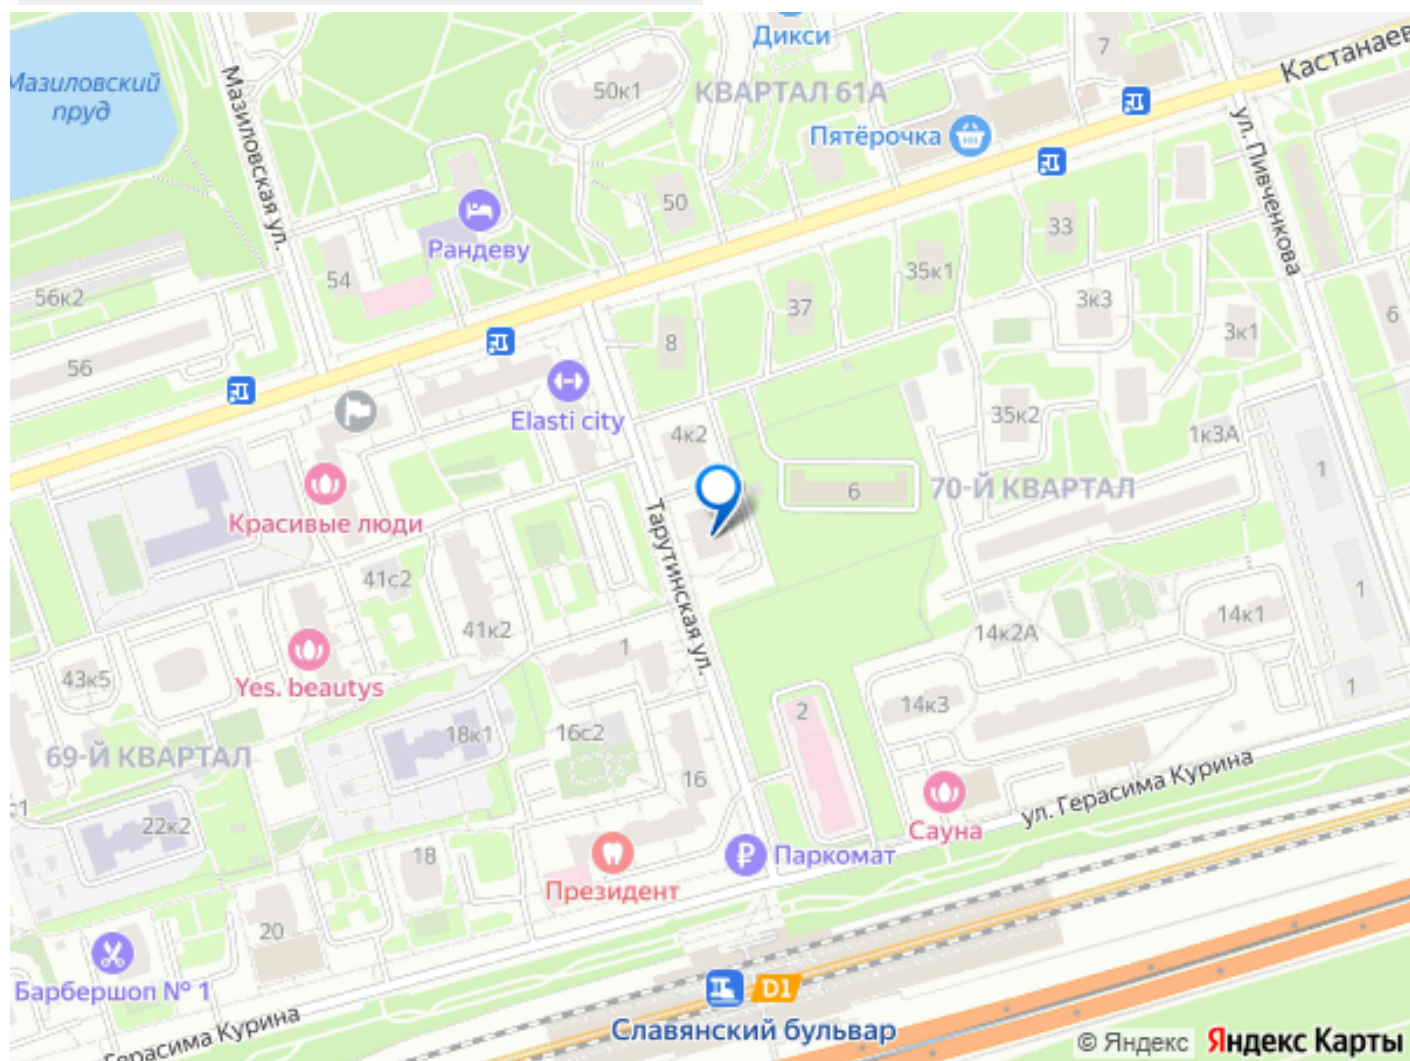 Дикси
7
Кастанаев
Мазиловский
пруд
Мазиловская ул.
50к1
КВАРТАЛ 61А
Пятёрочка
ул. Пивченкова
50
Рандеву
33
54
35к1
56к2
37
3к3
6
3к1
8
56
Elasti city
4к2
35к2
1к3А
1
6
70-Й КВАРТАЛ
Красивые люди
Тарутинская ул.
41с2
1
14к1
41к2
14к2А
1
43к5
Yes. beautys
1
2
14к3
18к1
16с2
69-Й КВАРТАЛ
16
ул. Герасима Курина
с1
22к2
Сауна
18
Паркомат
Президент
20
Барбершоп № 1
D1
Герасима Курина
Славянский бульвар
© Яндекс Яндекс Карты